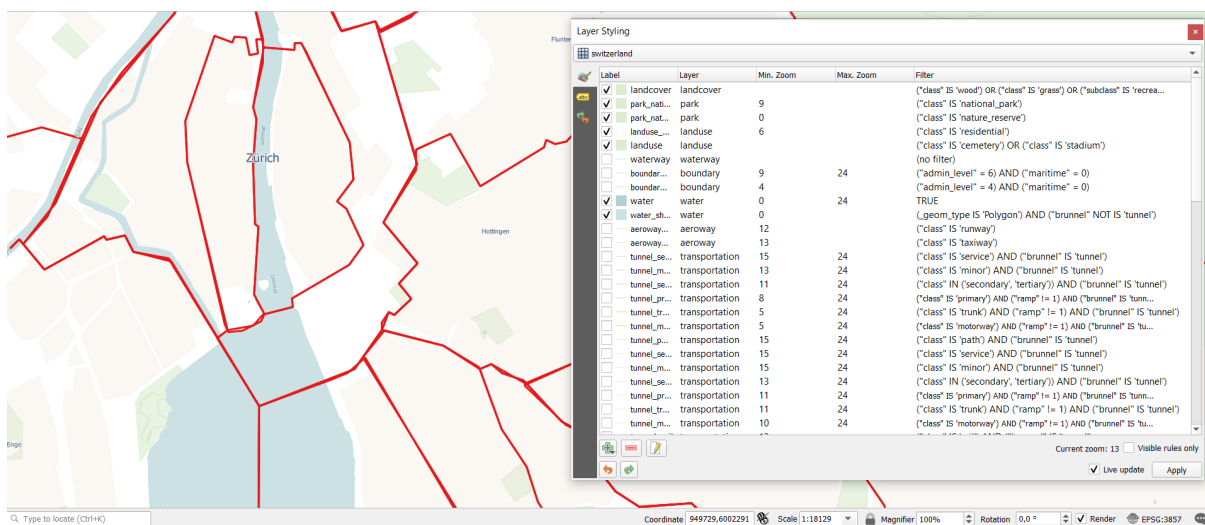 Flunter
Zürich
Hottingen
Limmat
Enge
Layer Styling
switzerland
Label Layer Min. Zoom Max. Zoom Filter
landcover landcover ("class" IS 'wood') OR ("class" IS 'grass') OR ("subclass" IS 'recrea...
park_nati... park 9 ("class" IS 'national_park')
park_nat... park 0 ("class" IS 'nature_reserve')
landuse_... landuse 6 ("class" IS 'residential')
landuse landuse ("class" IS 'cemetery') OR ("class" IS 'stadium')
waterway waterway (no filter)
boundar... boundary 9 24 ("admin_level" = 6) AND ("maritime" = 0)
boundar... boundary 4 ("admin_level" = 4) AND ("maritime" = 0)
water water 0 24 TRUE
water_sh... water 0 (_geom_type IS 'Polygon') AND ("brunnel" NOT IS 'tunnel')
aeroway... aeroway 12 ("class" IS 'runway')
aeroway... aeroway 13 ("class" IS 'taxiway')
tunnel_se... transportation 15 24 ("class" IS 'service') AND ("brunnel" IS 'tunnel')
tunnel_m... transportation 13 24 ("class" IS 'minor') AND ("brunnel" IS 'tunnel')
tunnel_se... transportation 11 24 ("class" IN ('secondary', 'tertiary')) AND ("brunnel" IS 'tunnel')
tunnel_pr... transportation 8 24 ("class" IS 'primary') AND ("ramp" != 1) AND ("brunnel" IS 'tunn...
tunnel_tr... transportation 5 24 ("class" IS 'trunk') AND ("ramp" != 1) AND ("brunnel" IS 'tunnel')
tunnel_m... transportation 5 24 ("class" IS 'motorway') AND ("ramp" != 1) AND ("brunnel" IS 'tu...
tunnel_p... transportation 15 24 ("class" IS 'path') AND ("brunnel" IS 'tunnel')
tunnel_se... transportation 15 24 ("class" IS 'service') AND ("brunnel" IS 'tunnel')
tunnel_m... transportation 15 24 ("class" IS 'minor') AND ("brunnel" IS 'tunnel')
tunnel_se... transportation 13 24 ("class" IN ('secondary', 'tertiary')) AND ("brunnel" IS 'tunnel')
tunnel_pr... transportation 11 24 ("class" IS 'primary') AND ("ramp" != 1) AND ("brunnel" IS 'tunn...
tunnel_tr... transportation 11 24 ("class" IS 'trunk') AND ("ramp" != 1) AND ("brunnel" IS 'tunnel')
tunnel_m... transportation 10 24 ("class" IS 'motorway') AND ("ramp" != 1) AND ("brunnel" IS 'tu...
Current zoom: 13 Visible rules only
Live update Apply
Type to locate (Ctrl+K) Coordinate 949729,6002291 Scale 1:18129 Magnifier 100% Rotation 0,0 ° Render EPSG:3857